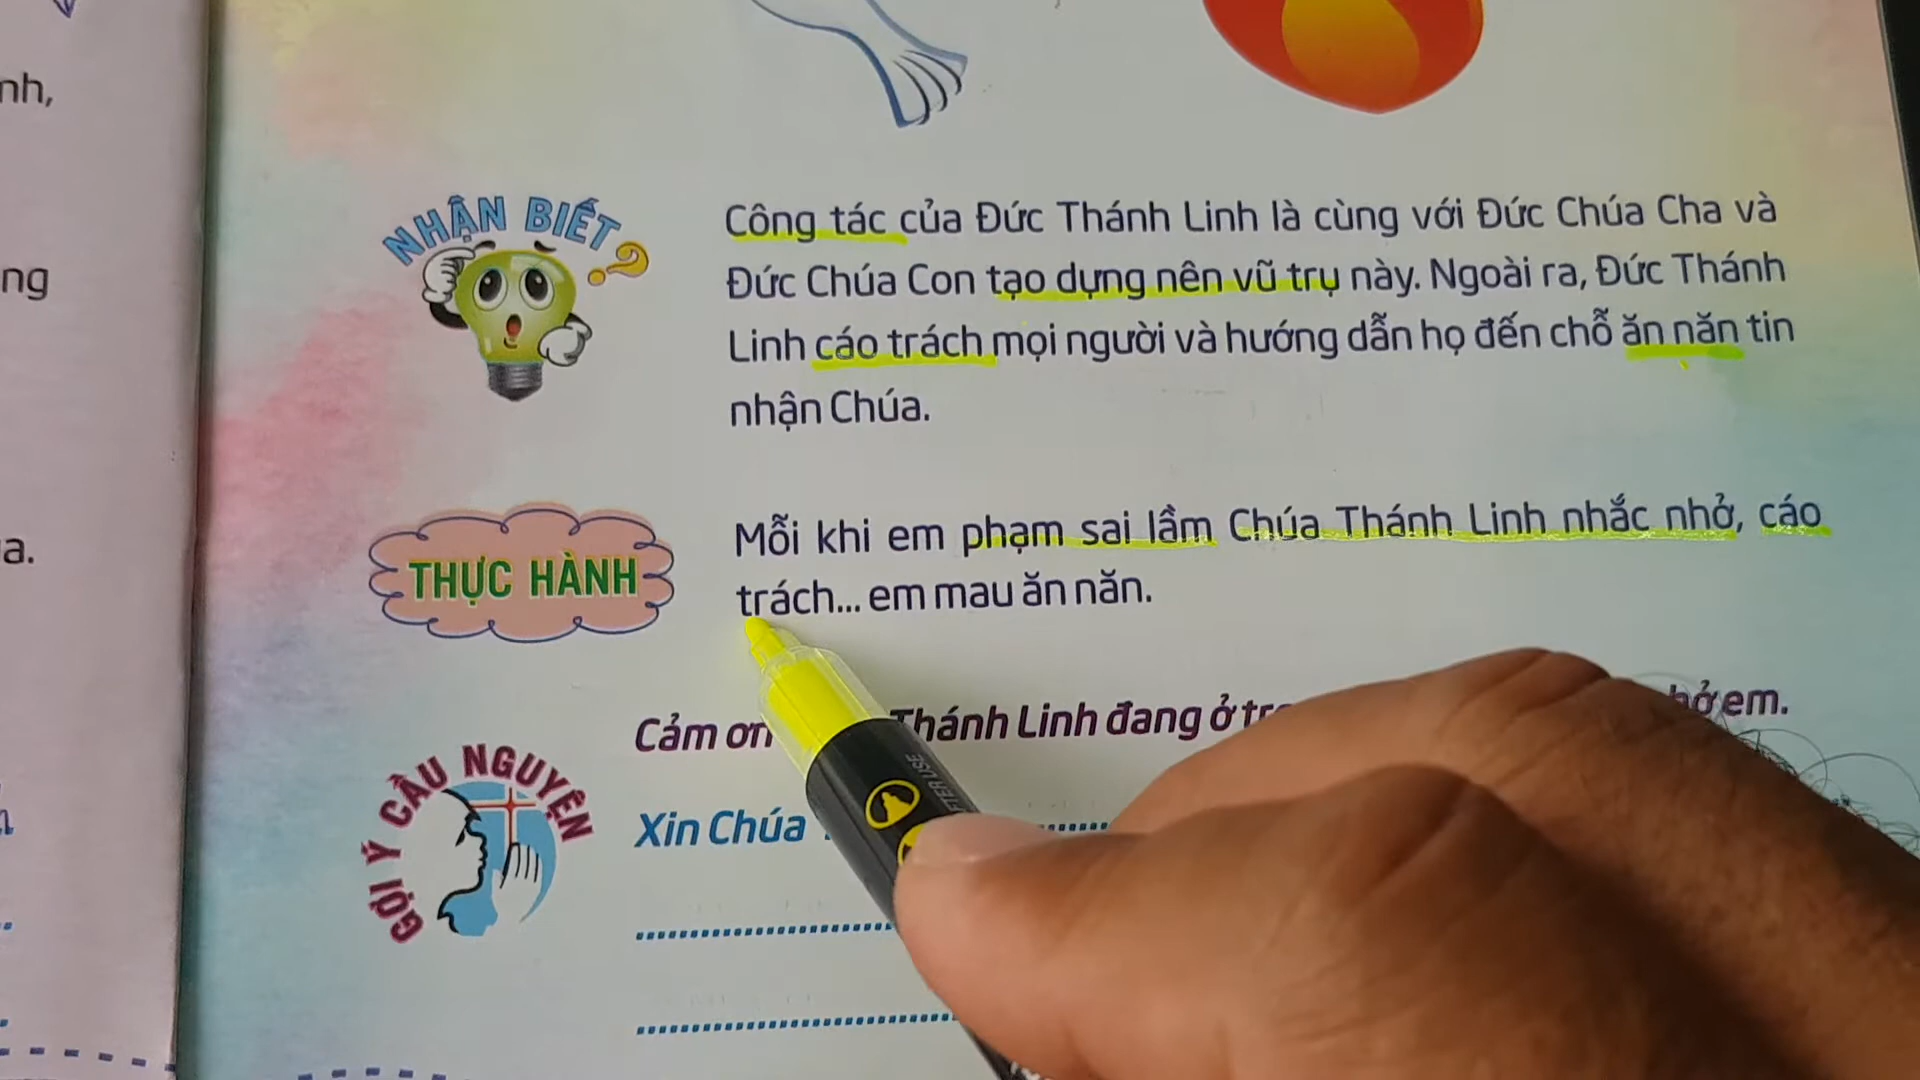 nh,
ng
a.
NHẬN BIẾT?
Công tác của Đức Thánh Linh là cùng với Đức Chúa Cha và
Đức Chúa Con tạo dựng nên vũ trụ này. Ngoài ra, Đức Thánh
Linh cáo trách mọi người và hướng dẫn họ đến chỗ ăn năn tin
nhận Chúa.
THỰC HÀNH
Mỗi khi em phạm sai lầm Chúa Thánh Linh nhắc nhở, cáo
trách... em mau ăn năn.
GỢI Ý CẦU NGUYỆN
Cảm ơn Thánh Linh đang ở em.
Xin Chúa